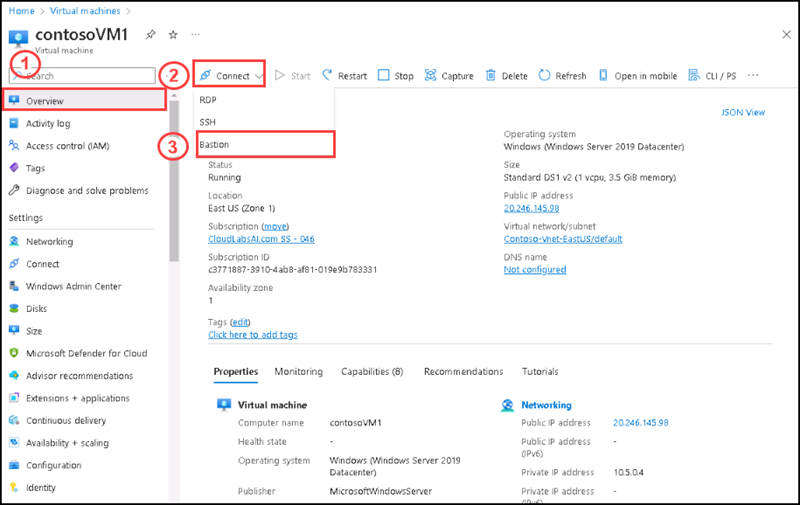 Home > Virtual machines >
contosoVM1 ...
Virtual machine
1
Search
Overview
Activity log
Access control (IAM)
Tags
Diagnose and solve problems
Settings
Networking
Connect
Windows Admin Center
Disks
Size
Microsoft Defender for Cloud
Advisor recommendations
Extensions + applications
Continuous delivery
Availability + scaling
Configuration
Identity
2
Connect Start Restart Stop Capture Delete Refresh Open in mobile CLI / PS ...
RDP
SSH
3
Bastion
JSON View
Status
Running
Location
East US (Zone 1)
Subscription (move)
CloudLabsAI.com SS - 046
Subscription ID
c3771887-3910-4ab8-af81-019e9b783331
Availability zone
1
Operating system
Windows (Windows Server 2019 Datacenter)
Size
Standard DS1 v2 (1 vcpu, 3.5 GiB memory)
Public IP address
20.246.145.98
Virtual network/subnet
Contoso-Vnet-EastUS/default
DNS name
Not configured
Tags (edit)
Click here to add tags
Properties Monitoring Capabilities (8) Recommendations Tutorials
Virtual machine
Computer name contosoVM1
Health state -
Operating system Windows (Windows Server 2019
Datacenter)
Publisher MicrosoftWindowsServer
Networking
Public IP address 20.246.145.98
Public IP address -
(IPv6)
Private IP address 10.5.0.4
Private IP address -
(IPv6)